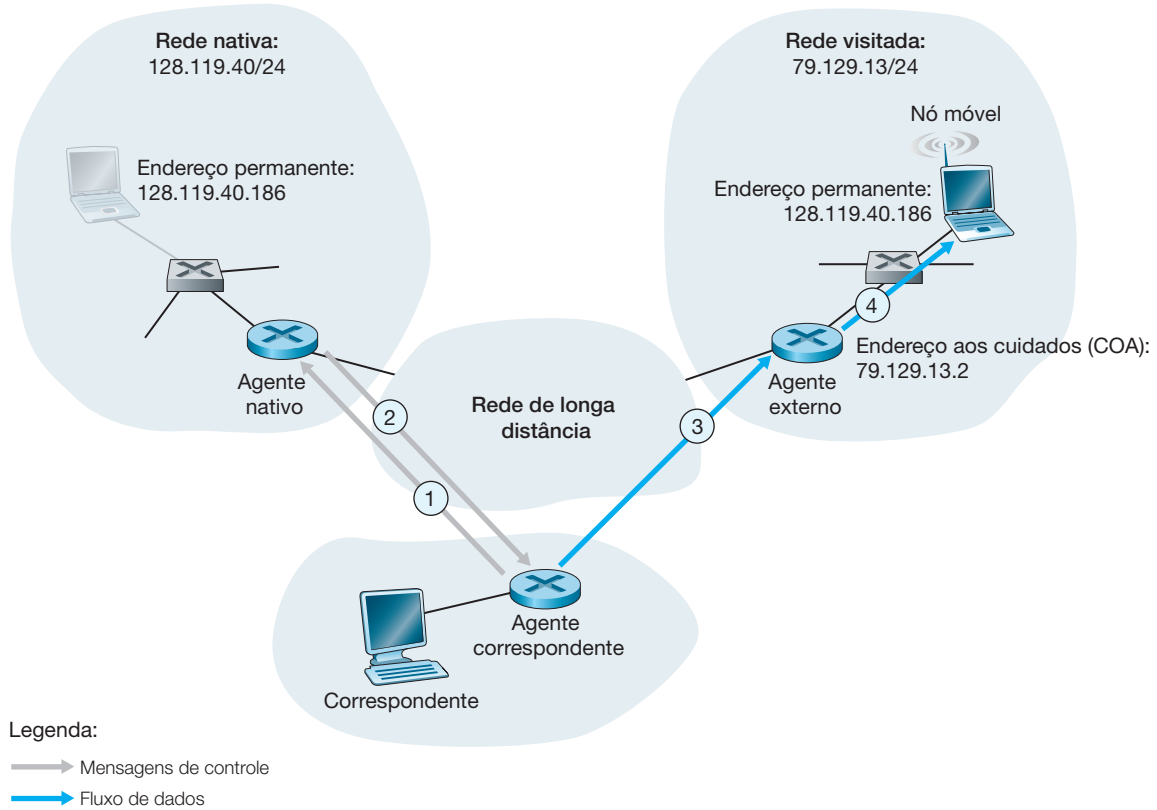 Rede nativa:
128.119.40/24
Endereço permanente:
128.119.40.186
Agente
nativo
Rede visitada:
79.129.13/24
Nó móvel
Endereço permanente:
128.119.40.186
4
Endereço aos cuidados (COA):
79.129.13.2
Agente
externo
Rede de longa
distância
2
3
1
Agente
correspondente
Correspondente
Legenda:
Mensagens de controle
Fluxo de dados